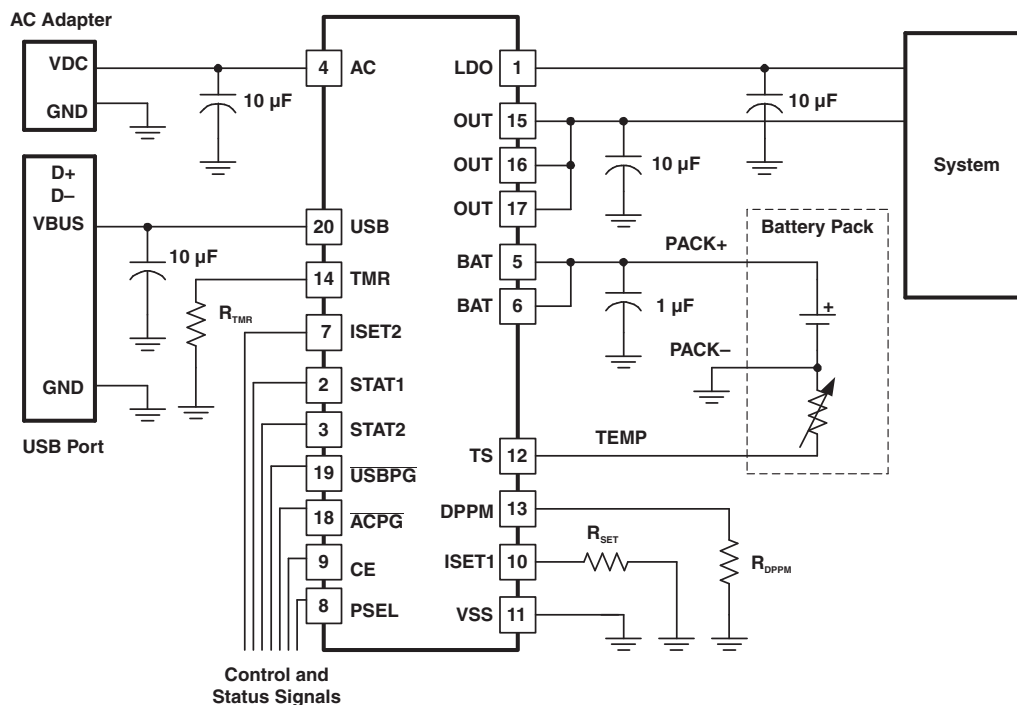 AC Adapter
VDC
GND
10 µF
4
AC
D+
D–
VBUS
GND
USB Port
10 µF
20
USB
14
TMR
RTMR
7
ISET2
2
STAT1
3
STAT2
19
USBPG
18
ACPG
9
CE
8
PSEL
Control and
Status Signals
LDO
1
10 µF
OUT
15
10 µF
OUT
16
OUT
17
System
BAT
5
PACK+
Battery Pack
BAT
6
1 µF
+
PACK–
TEMP
TS
12
DPPM
13
RDPPM
ISET1
10
RSET
VSS
11